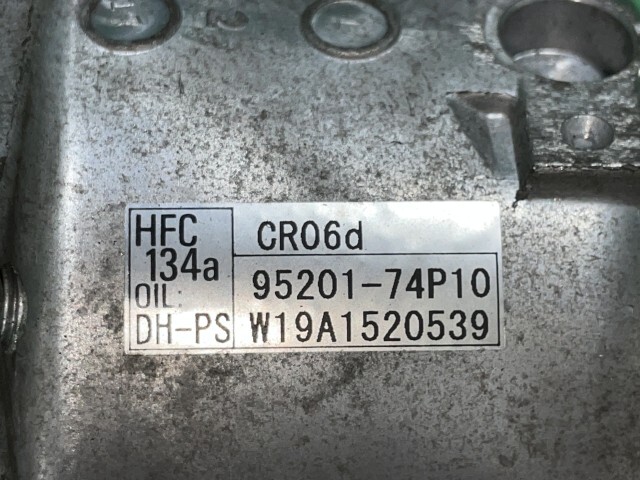 HFC
134a
OIL:
DH-PS
CR06d
95201-74P10
W19A1520539